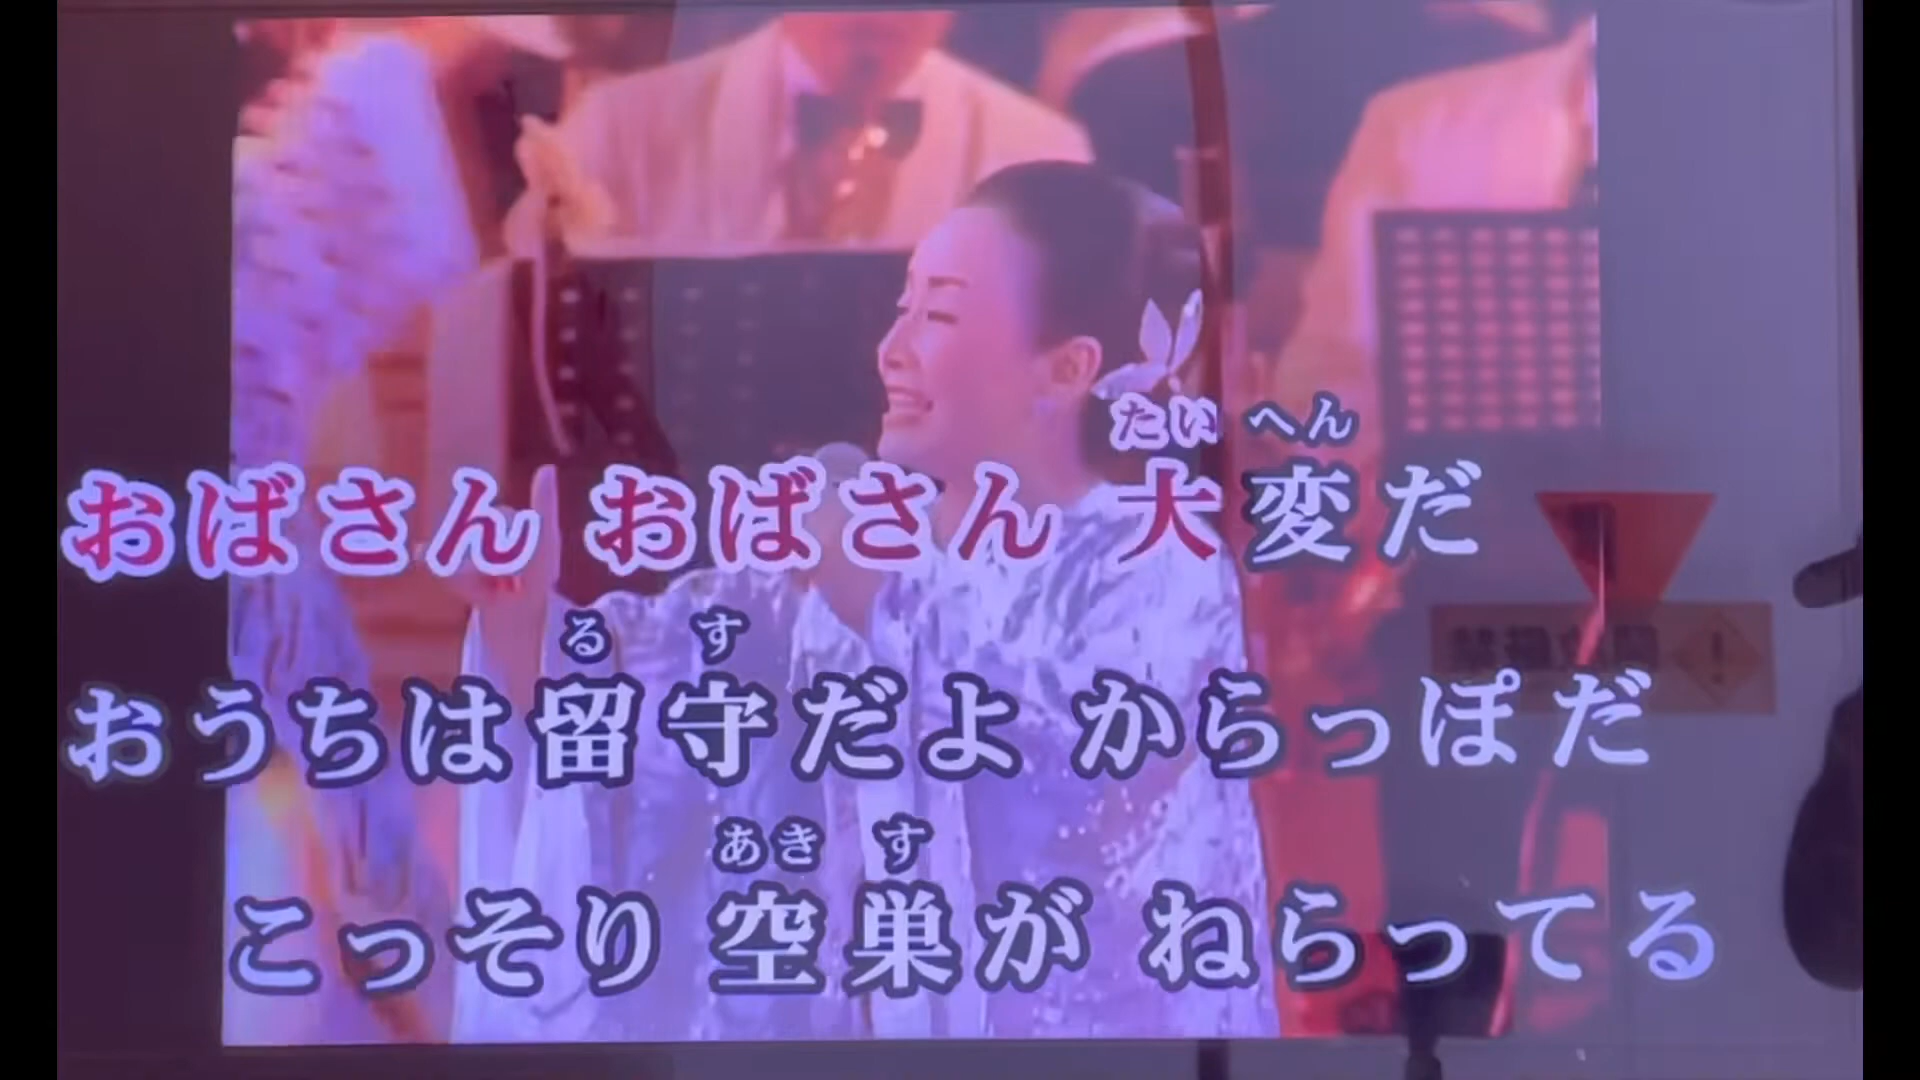 たい へん
おばさん おばさん 大変だ
る す
おうちは留守だよ からっぽだ
あき す
こっそり 空巣が ねらってる